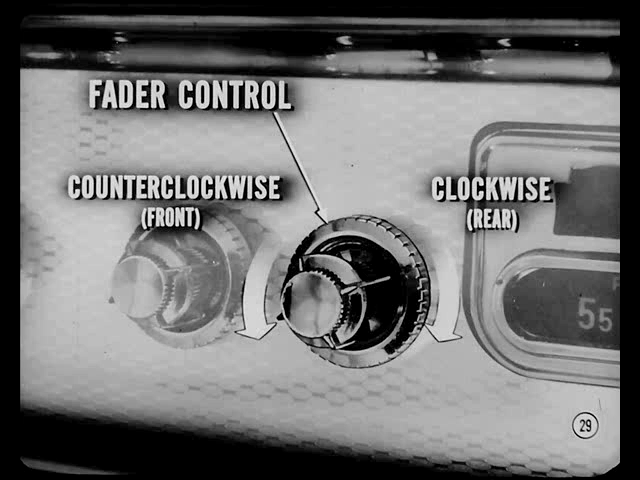 FADER CONTROL
COUNTERCLOCKWISE
(FRONT)
CLOCKWISE
(REAR)
55
29